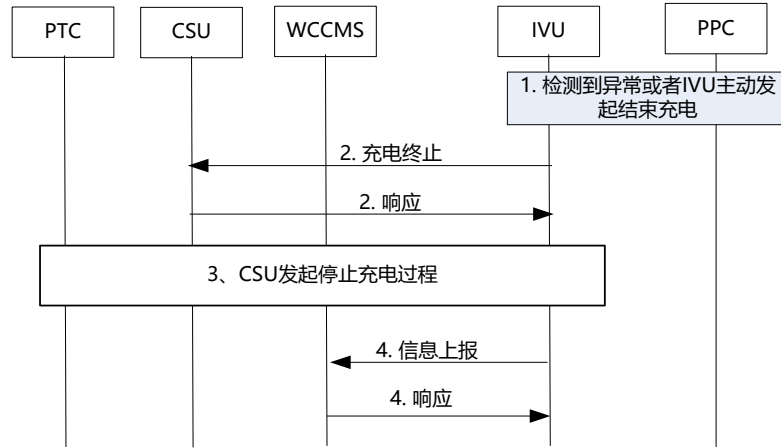 PTC
CSU
WCCMS
IVU
PPC
1. 检测到异常或者IVU主动发
起结束充电
2. 充电终止
2. 响应
3、CSU发起停止充电过程
4. 信息上报
4. 响应